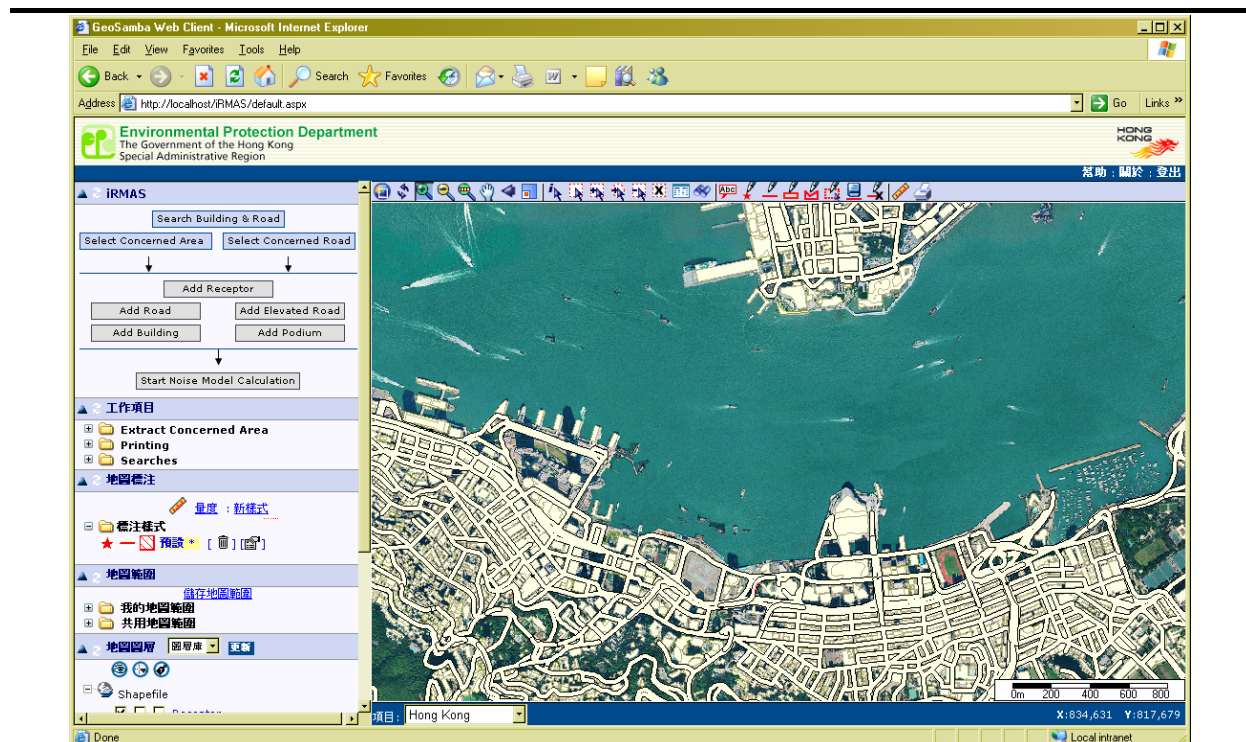 GeoSamba Web Client - Microsoft Internet Explorer
File Edit View Favorites Tools Help
Back Search Favorites
Address http://localhost/iRMAS/default.aspx Go Links »
Environmental Protection Department
The Government of the Hong Kong
Special Administrative Region
HONG
KONG
幫助 : 關於 : 登出
iRMAS
Search Building & Road
Select Concerned Area Select Concerned Road
Add Receptor
Add Road Add Elevated Road
Add Building Add Podium
Start Noise Model Calculation
工作項目
Extract Concerned Area
Printing
Searches
地圖標注
量度 : 新樣式
標注樣式
預設 * [ ] [ ]
地圖範圍
儲存地圖範圍
我的地圖範圍
共用地圖範圍
地圖圖層 圖層庫 更新
Shapefile
Abc
0m 200 400 600 800
項目 : Hong Kong X:834,631 Y:817,679
Done Local intranet